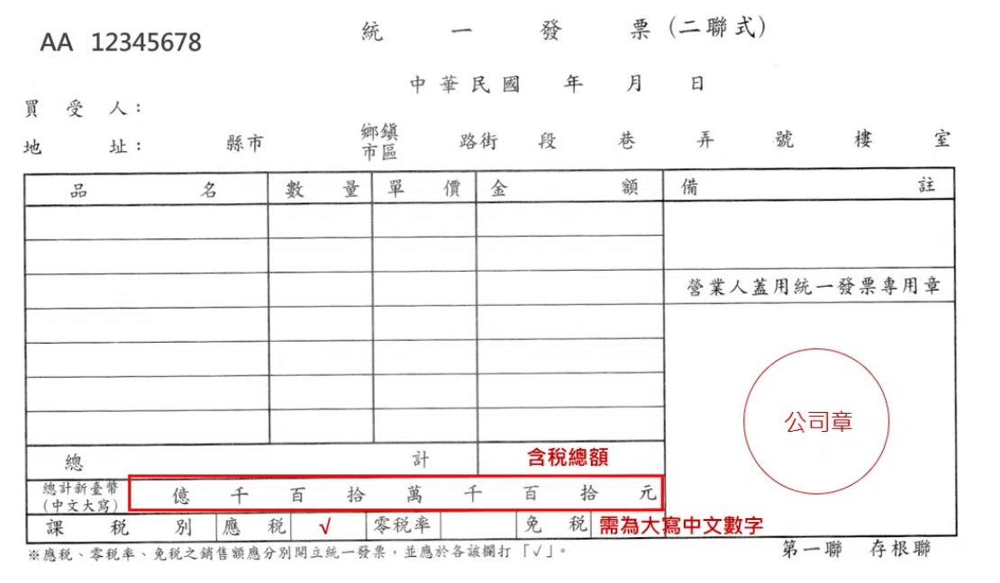 AA 12345678
統一發票(二聯式)
中華民國 年 月 日
買受人:
地址: 縣市 鄉鎮市區 路街 段 巷 弄 號 樓 室
品名 數量 單價 金額 備註
營業人蓋用統一發票專用章
公司章
總計 含稅總額
總計新臺幣(中文大寫) 億 千 百 拾 萬 千 百 拾 元
課稅別 應稅 √ 零稅率 免稅 需為大寫中文數字
※應稅、零稅率、免稅之銷售額應分別開立統一發票,並應於各該欄打「√」。
第一聯 存根聯